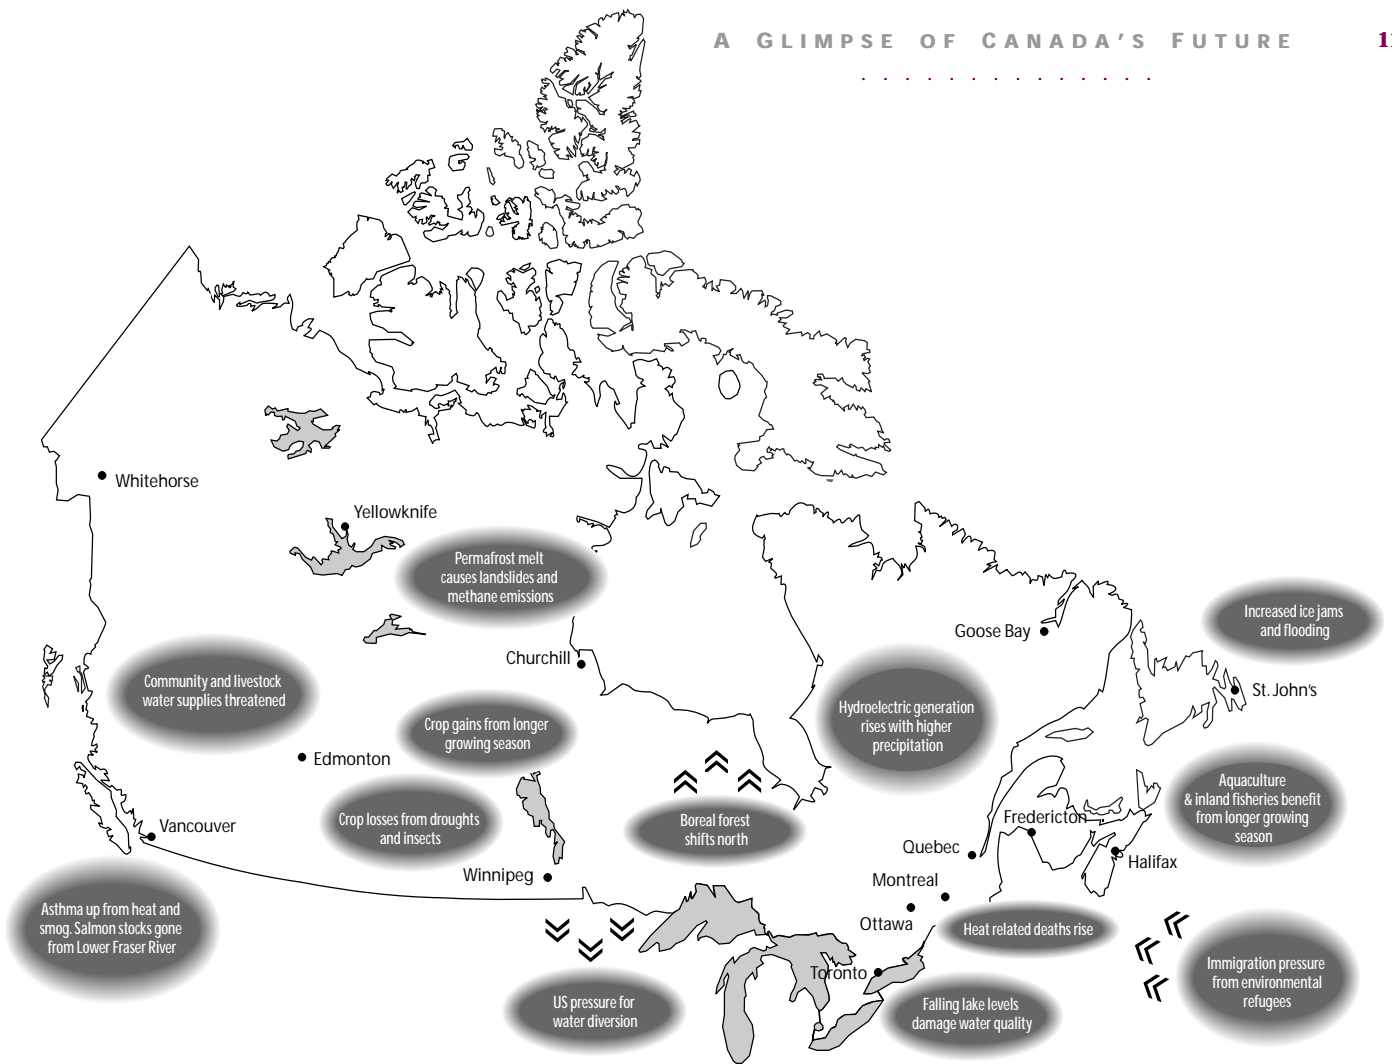 A GLIMPSE OF CANADA'S FUTURE
Whitehorse
Yellowknife
Permafrost melt
causes landslides and
methane emissions
Increased ice jams
and flooding
Goose Bay
Churchill
St. John's
Community and livestock
water supplies threatened
Hydroelectric generation
rises with higher
precipitation
Crop gains from longer
growing season
Edmonton
Aquaculture
& inland fisheries benefit
from longer growing
season
Crop losses from droughts
and insects
Boreal forest
shifts north
Fredericton
Vancouver
Quebec
Halifax
Winnipeg
Montreal
Ottawa
Asthma up from heat and
smog. Salmon stocks gone
from Lower Fraser River
Heat related deaths rise
Toronto
Immigration pressure
from environmental
refugees
US pressure for
water diversion
Falling lake levels
damage water quality